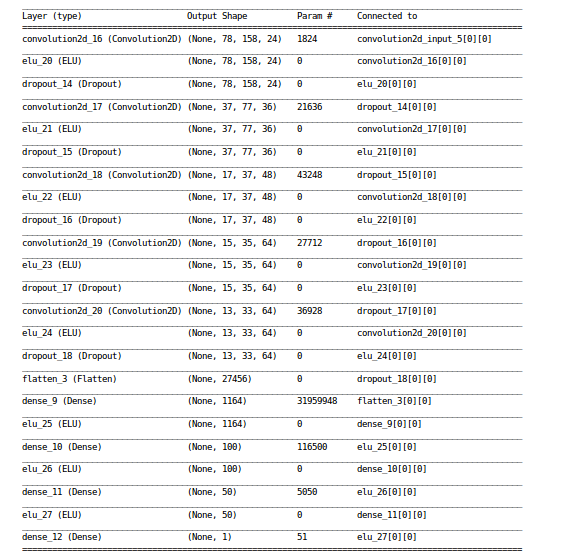 Layer (type) Output Shape Param # Connected to
convolution2d_16 (Convolution2D) (None, 78, 158, 24) 1824 convolution2d_input_5[0][0]
elu_20 (ELU) (None, 78, 158, 24) 0 convolution2d_16[0][0]
dropout_14 (Dropout) (None, 78, 158, 24) 0 elu_20[0][0]
convolution2d_17 (Convolution2D) (None, 37, 77, 36) 21636 dropout_14[0][0]
elu_21 (ELU) (None, 37, 77, 36) 0 convolution2d_17[0][0]
dropout_15 (Dropout) (None, 37, 77, 36) 0 elu_21[0][0]
convolution2d_18 (Convolution2D) (None, 17, 37, 48) 43248 dropout_15[0][0]
elu_22 (ELU) (None, 17, 37, 48) 0 convolution2d_18[0][0]
dropout_16 (Dropout) (None, 17, 37, 48) 0 elu_22[0][0]
convolution2d_19 (Convolution2D) (None, 15, 35, 64) 27712 dropout_16[0][0]
elu_23 (ELU) (None, 15, 35, 64) 0 convolution2d_19[0][0]
dropout_17 (Dropout) (None, 15, 35, 64) 0 elu_23[0][0]
convolution2d_20 (Convolution2D) (None, 13, 33, 64) 36928 dropout_17[0][0]
elu_24 (ELU) (None, 13, 33, 64) 0 convolution2d_20[0][0]
dropout_18 (Dropout) (None, 13, 33, 64) 0 elu_24[0][0]
flatten_3 (Flatten) (None, 27456) 0 dropout_18[0][0]
dense_9 (Dense) (None, 1164) 31959948 flatten_3[0][0]
elu_25 (ELU) (None, 1164) 0 dense_9[0][0]
dense_10 (Dense) (None, 100) 116500 elu_25[0][0]
elu_26 (ELU) (None, 100) 0 dense_10[0][0]
dense_11 (Dense) (None, 50) 5050 elu_26[0][0]
elu_27 (ELU) (None, 50) 0 dense_11[0][0]
dense_12 (Dense) (None, 1) 51 elu_27[0][0]